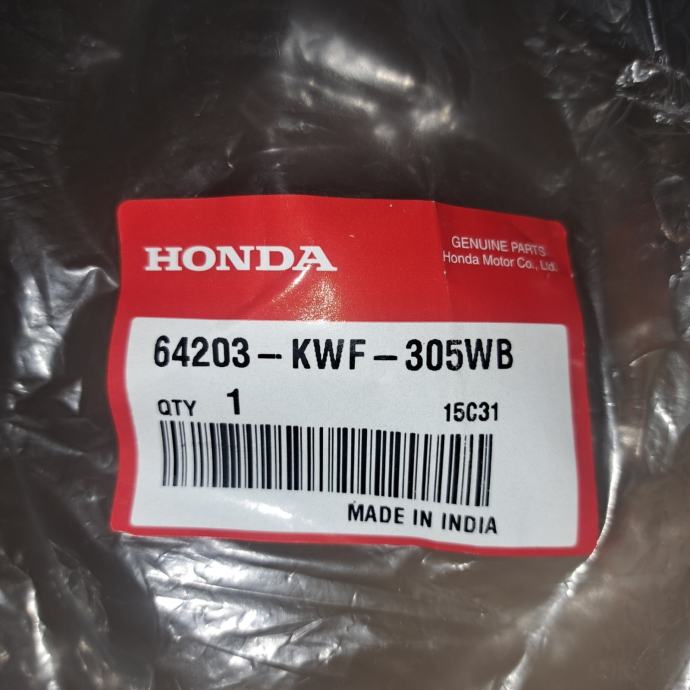 HONDA
GENUINE PARTS
Honda Motor Co., Ltd.
64203-KWF-305WB
QTY 1 15C31
MADE IN INDIA